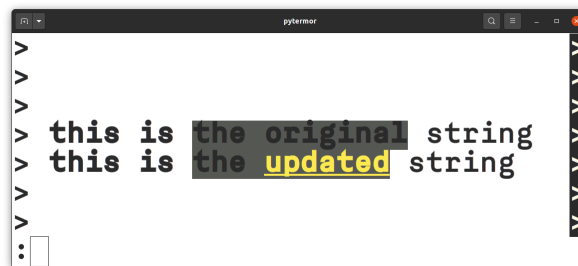 pytermor
>
>
>
> this is the original string
> this is the updated string
>
>
: